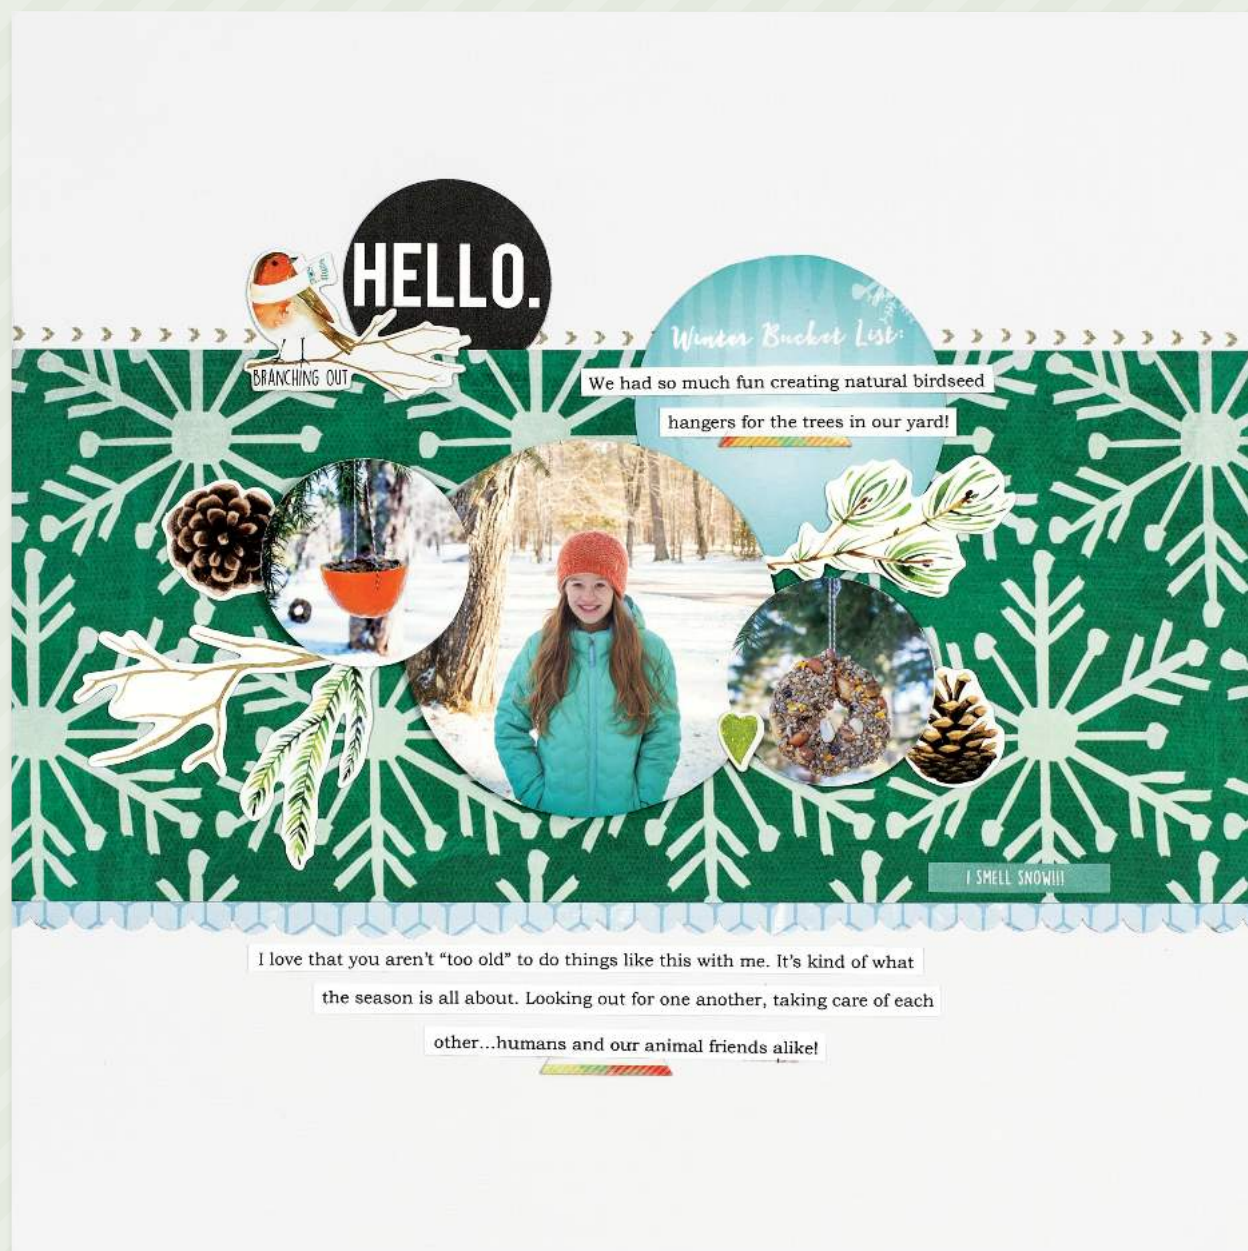 HELLO.
BRANCHING OUT
Winter Bucket List:
We had so much fun creating natural birdseed
hangers for the trees in our yard!
I SMELL SNOW!!!
I love that you aren't “too old” to do things like this with me. It's kind of what
the season is all about. Looking out for one another, taking care of each
other...humans and our animal friends alike!